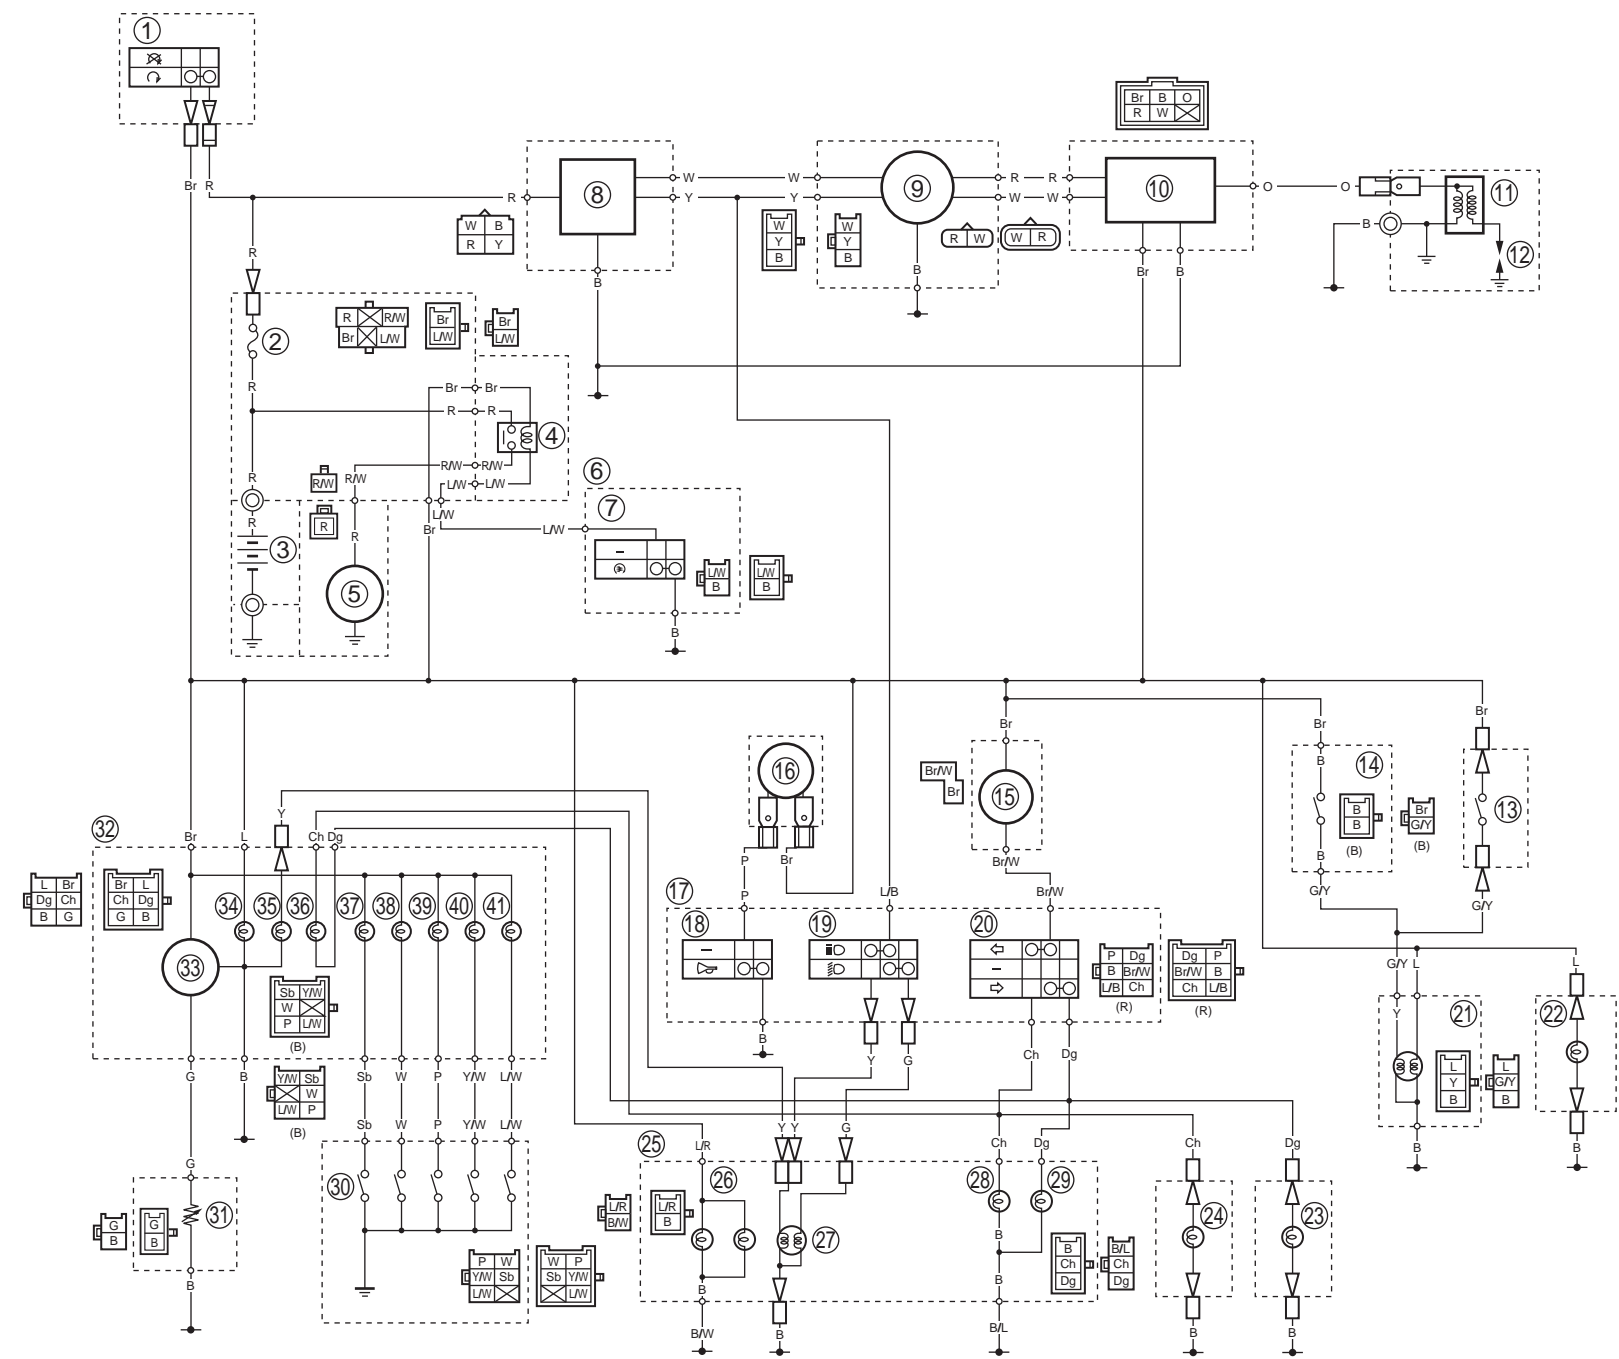 1
Br R
R
8
W B
R Y
B
W W
Y Y
W
Y
B
W
Y
B
9
B
R R
W W
R W
W R
Br B O
R W
10
Br B
O O
11
B
12
R
2
R
R
R
3
R R/W
Br L/W
Br
L/W
Br
L/W
Br Br
R R
4
R/W R/W
L/W L/W
R/W
R/W
R
R
5
L/W
Br
L/W
6
7
L/W
B
L/W
B
B
32
Br L Y Ch Dg
L Br
Dg Ch
B G
Br L
Ch Dg
G B
33
34 35 36 37 38 39 40 41
Sb Y/W
W
P L/W
(B)
G B Sb W P Y/W L/W
Y/W Sb
W
L/W P
(B)
Sb W P Y/W L/W
G
31
G
B
G
B
B
30
P W
Y/W Sb
L/W
W P
Sb Y/W
L/W
16
P Br
P
L/B
17
18
19
20
B
Y G
Br
15
Br/W
Br
Br/W
Br/W
Ch Dg
P Dg
B Br/W
L/B Ch
(R)
Dg P
Br/W B
Ch L/B
(R)
Br
B
14
B
G/Y
B
B
(B)
Br
G/Y
(B)
Br
13
G/Y
G/Y L
Y
21
L
Y
B
L
G/Y
B
B
L
22
B
25
L/R
26
L/R
B/W
L/R
B
B
B/W
Y Y G
27
B
Ch Dg
28
29
B
B
B/L
B
Ch
Dg
B/L
Ch
Dg
Ch
24
B
Dg
23
B